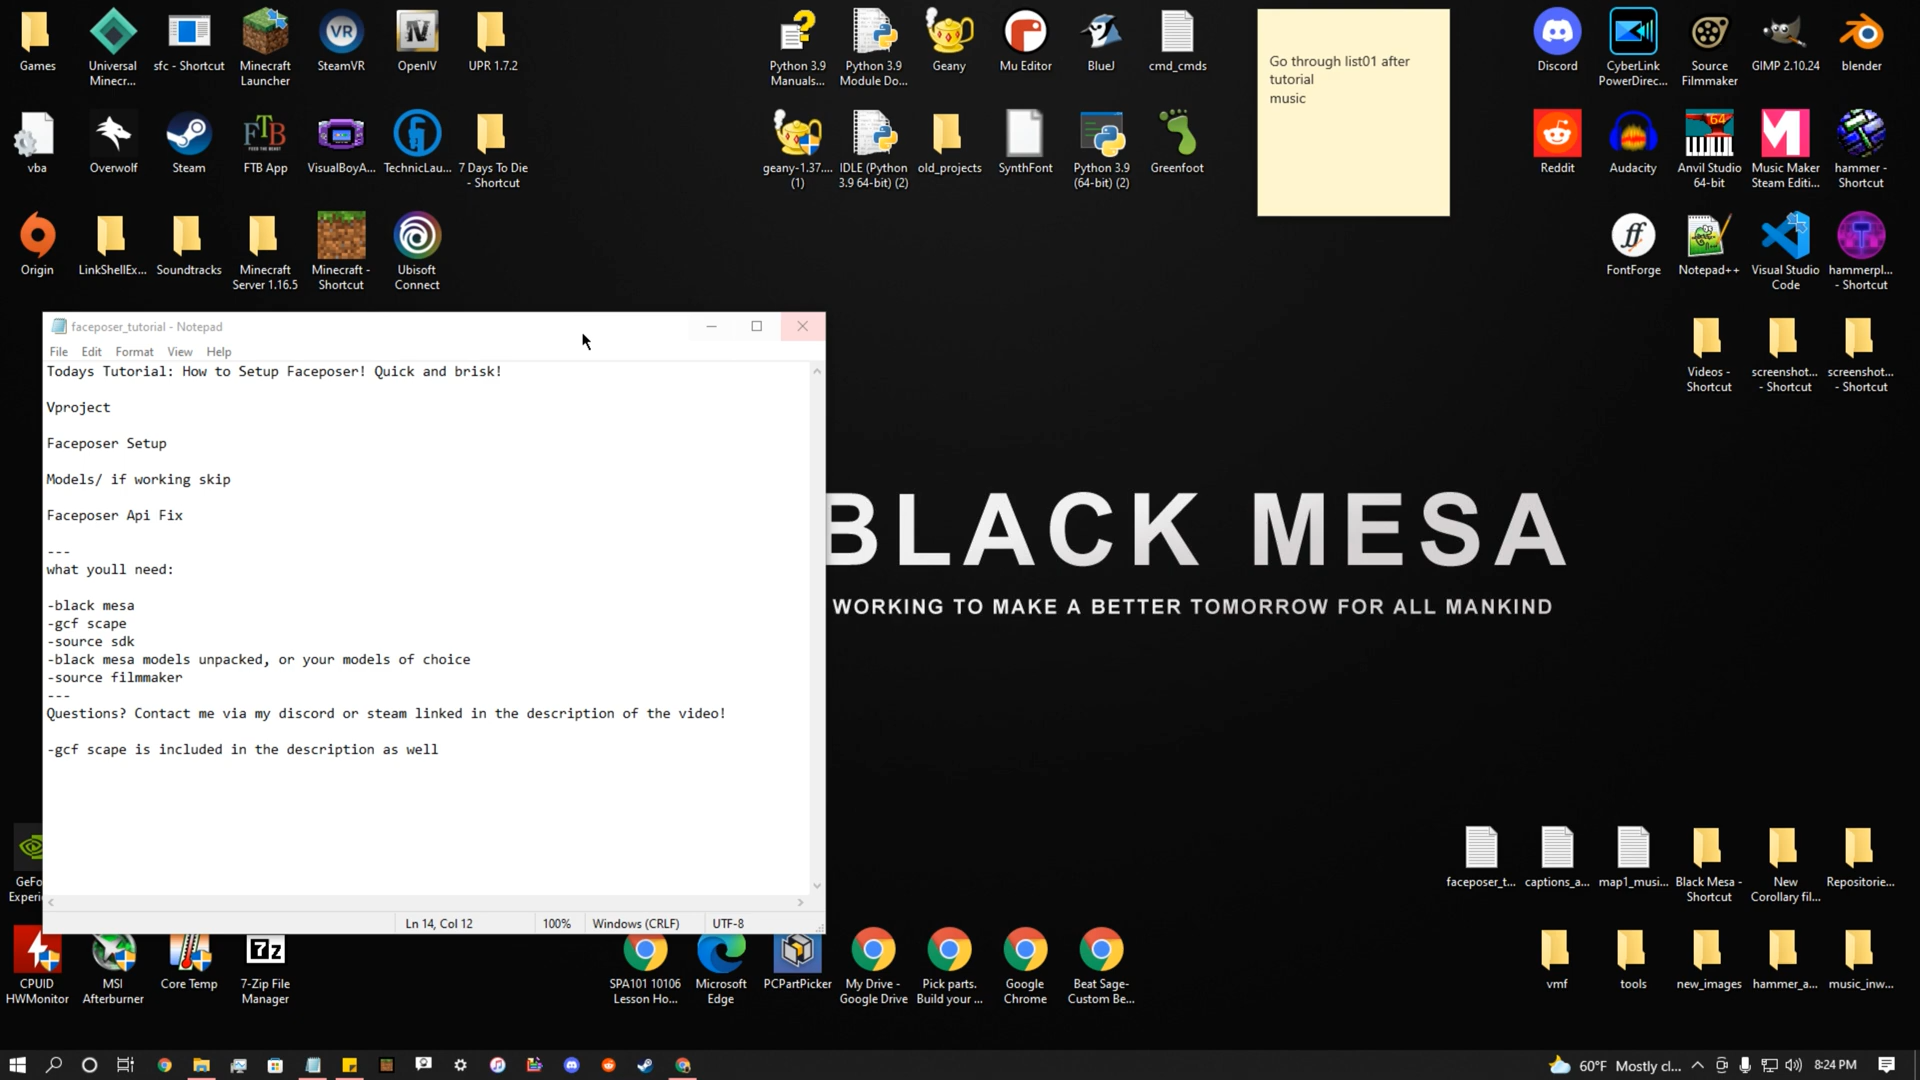 Games
Universal Minecr...
sfc - Shortcut
Minecraft Launcher
SteamVR
OpenIV
UPR 1.7.2
Python 3.9 Manuals...
Python 3.9 Module Do...
Geany
Mu Editor
BlueJ
cmd_cmds
Go through list01 after
tutorial
music
Discord
CyberLink PowerDirec...
Source Filmmaker
GIMP 2.10.24
blender
vba
Overwolf
Steam
FTB App
VisualBoyA...
TechnicLau...
7 Days To Die - Shortcut
geany-1.37.... (1)
IDLE (Python 3.9 64-bit) (2)
old_projects
SynthFont
Python 3.9 (64-bit) (2)
Greenfoot
Reddit
Audacity
Anvil Studio 64-bit
Music Maker Steam Editi...
hammer - Shortcut
Origin
LinkShellEx...
Soundtracks
Minecraft Server 1.16.5
Minecraft - Shortcut
Ubisoft Connect
FontForge
Notepad++
Visual Studio Code
hammerpl... - Shortcut
Videos - Shortcut
screenshot... - Shortcut
screenshot... - Shortcut
faceposer_tutorial - Notepad
File Edit Format View Help
Todays Tutorial: How to Setup Faceposer! Quick and brisk!
Vproject
Faceposer Setup
Models/ if working skip
Faceposer Api Fix
---
what youll need:
-black mesa
-gcf scape
-source sdk
-black mesa models unpacked, or your models of choice
-source filmmaker
---
Questions? Contact me via my discord or steam linked in the description of the video!
-gcf scape is included in the description as well
Ln 14, Col 12 100% Windows (CRLF) UTF-8
BLACK MESA
WORKING TO MAKE A BETTER TOMORROW FOR ALL MANKIND
GeFo
Experi
faceposer_t...
captions_a...
map1_musi...
Black Mesa - Shortcut
New Corollary fil...
Repositorie...
CPUID HWMonitor
MSI Afterburner
Core Temp
7-Zip File Manager
SPA101 10106 Lesson Ho...
Microsoft Edge
PCPartPicker
My Drive - Google Drive
Pick parts. Build your ...
Google Chrome
Beat Sage- Custom Be...
vmf
tools
new_images
hammer_a...
music_inw...
60°F Mostly cl...
8:24 PM